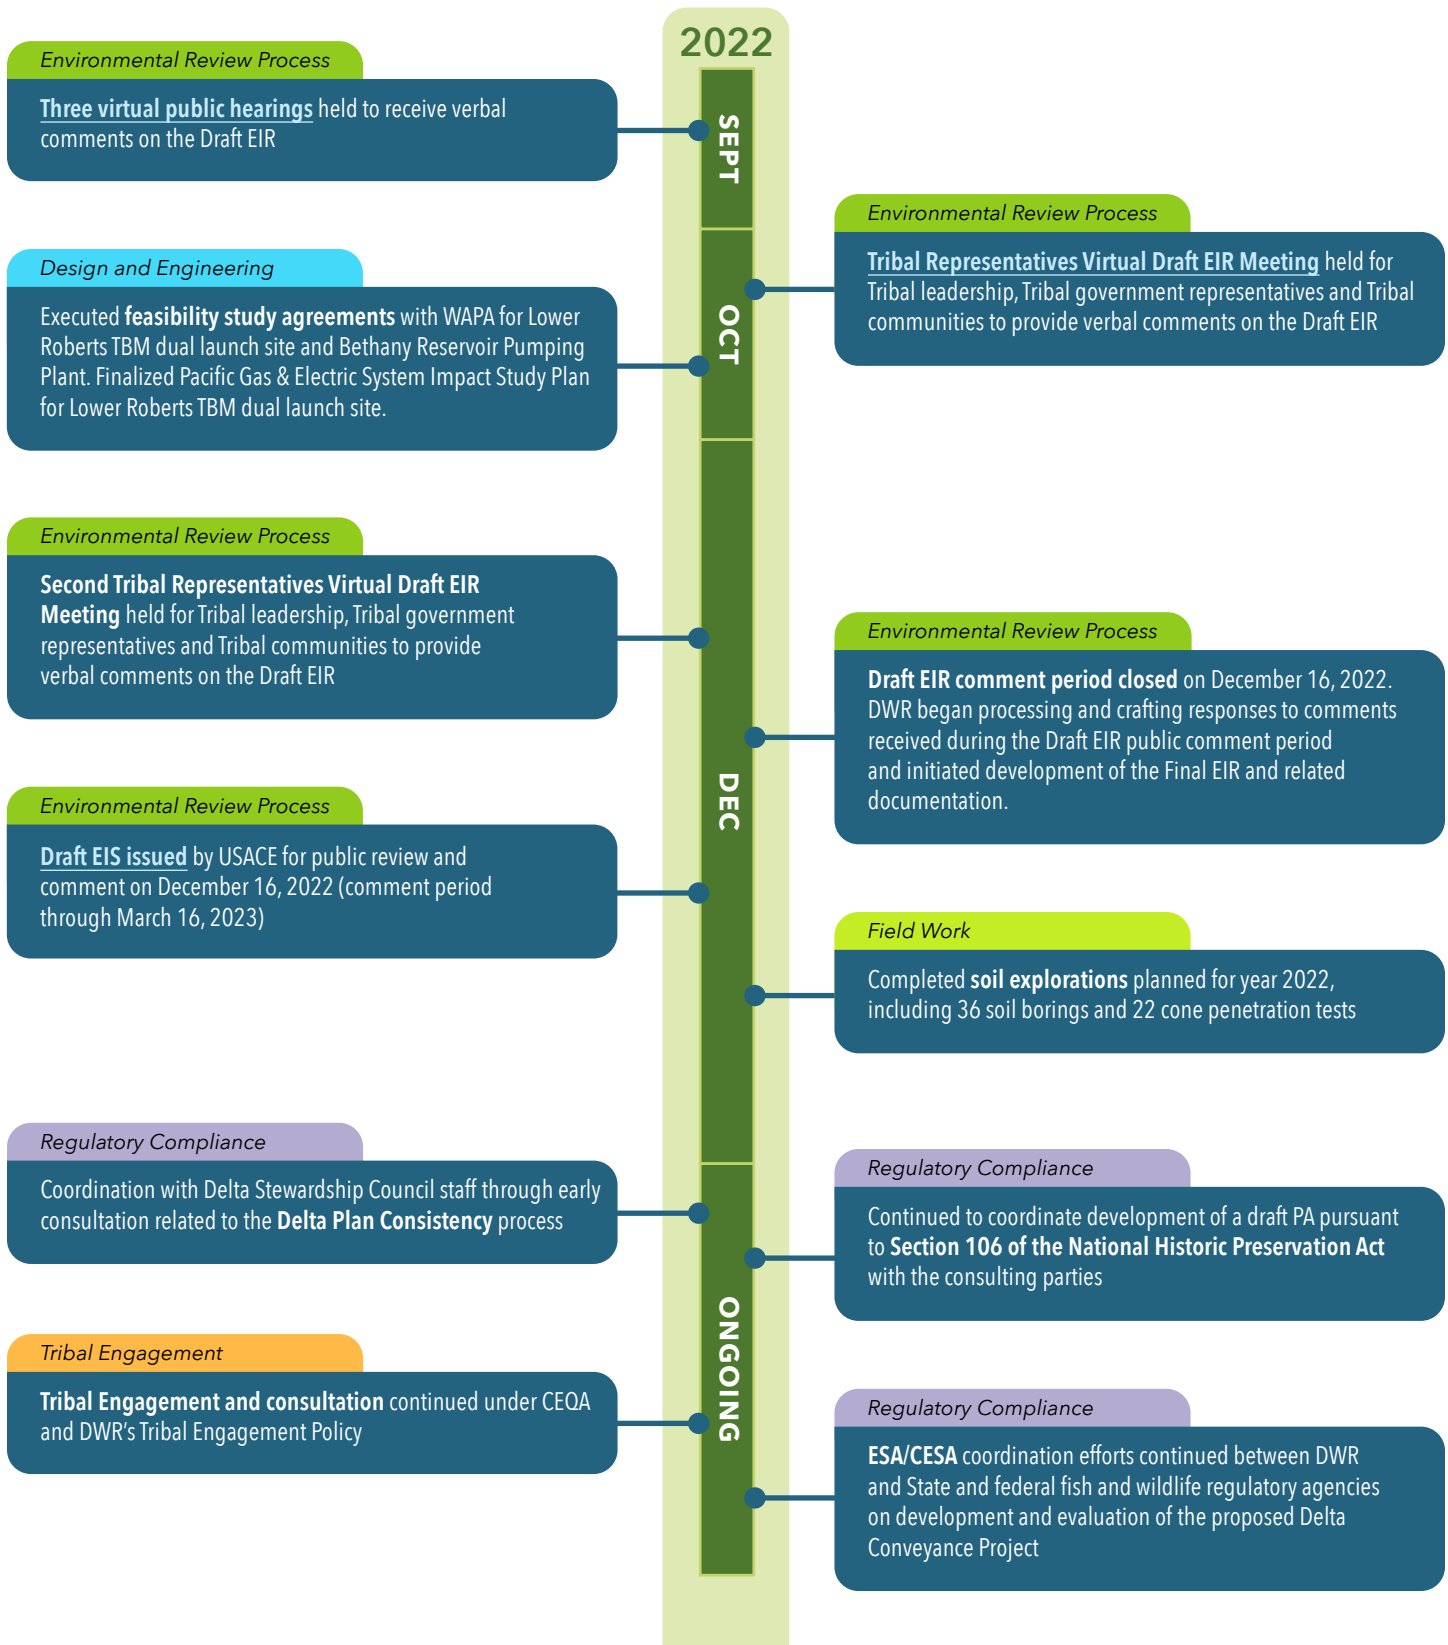 2022
SEPT
Environmental Review Process
Three virtual public hearings held to receive verbal
comments on the Draft EIR
OCT
Environmental Review Process
Tribal Representatives Virtual Draft EIR Meeting held for
Tribal leadership, Tribal government representatives and Tribal
communities to provide verbal comments on the Draft EIR
Design and Engineering
Executed feasibility study agreements with WAPA for Lower
Roberts TBM dual launch site and Bethany Reservoir Pumping
Plant. Finalized Pacific Gas & Electric System Impact Study Plan
for Lower Roberts TBM dual launch site.
DEC
Environmental Review Process
Second Tribal Representatives Virtual Draft EIR
Meeting held for Tribal leadership, Tribal government
representatives and Tribal communities to provide
verbal comments on the Draft EIR
Environmental Review Process
Draft EIR comment period closed on December 16, 2022.
DWR began processing and crafting responses to comments
received during the Draft EIR public comment period
and initiated development of the Final EIR and related
documentation.
Environmental Review Process
Draft EIS issued by USACE for public review and
comment on December 16, 2022 (comment period
through March 16, 2023)
Field Work
Completed soil explorations planned for year 2022,
including 36 soil borings and 22 cone penetration tests
ONGOING
Regulatory Compliance
Coordination with Delta Stewardship Council staff through early
consultation related to the Delta Plan Consistency process
Regulatory Compliance
Continued to coordinate development of a draft PA pursuant
to Section 106 of the National Historic Preservation Act
with the consulting parties
Tribal Engagement
Tribal Engagement and consultation continued under CEQA
and DWR's Tribal Engagement Policy
Regulatory Compliance
ESA/CESA coordination efforts continued between DWR
and State and federal fish and wildlife regulatory agencies
on development and evaluation of the proposed Delta
Conveyance Project